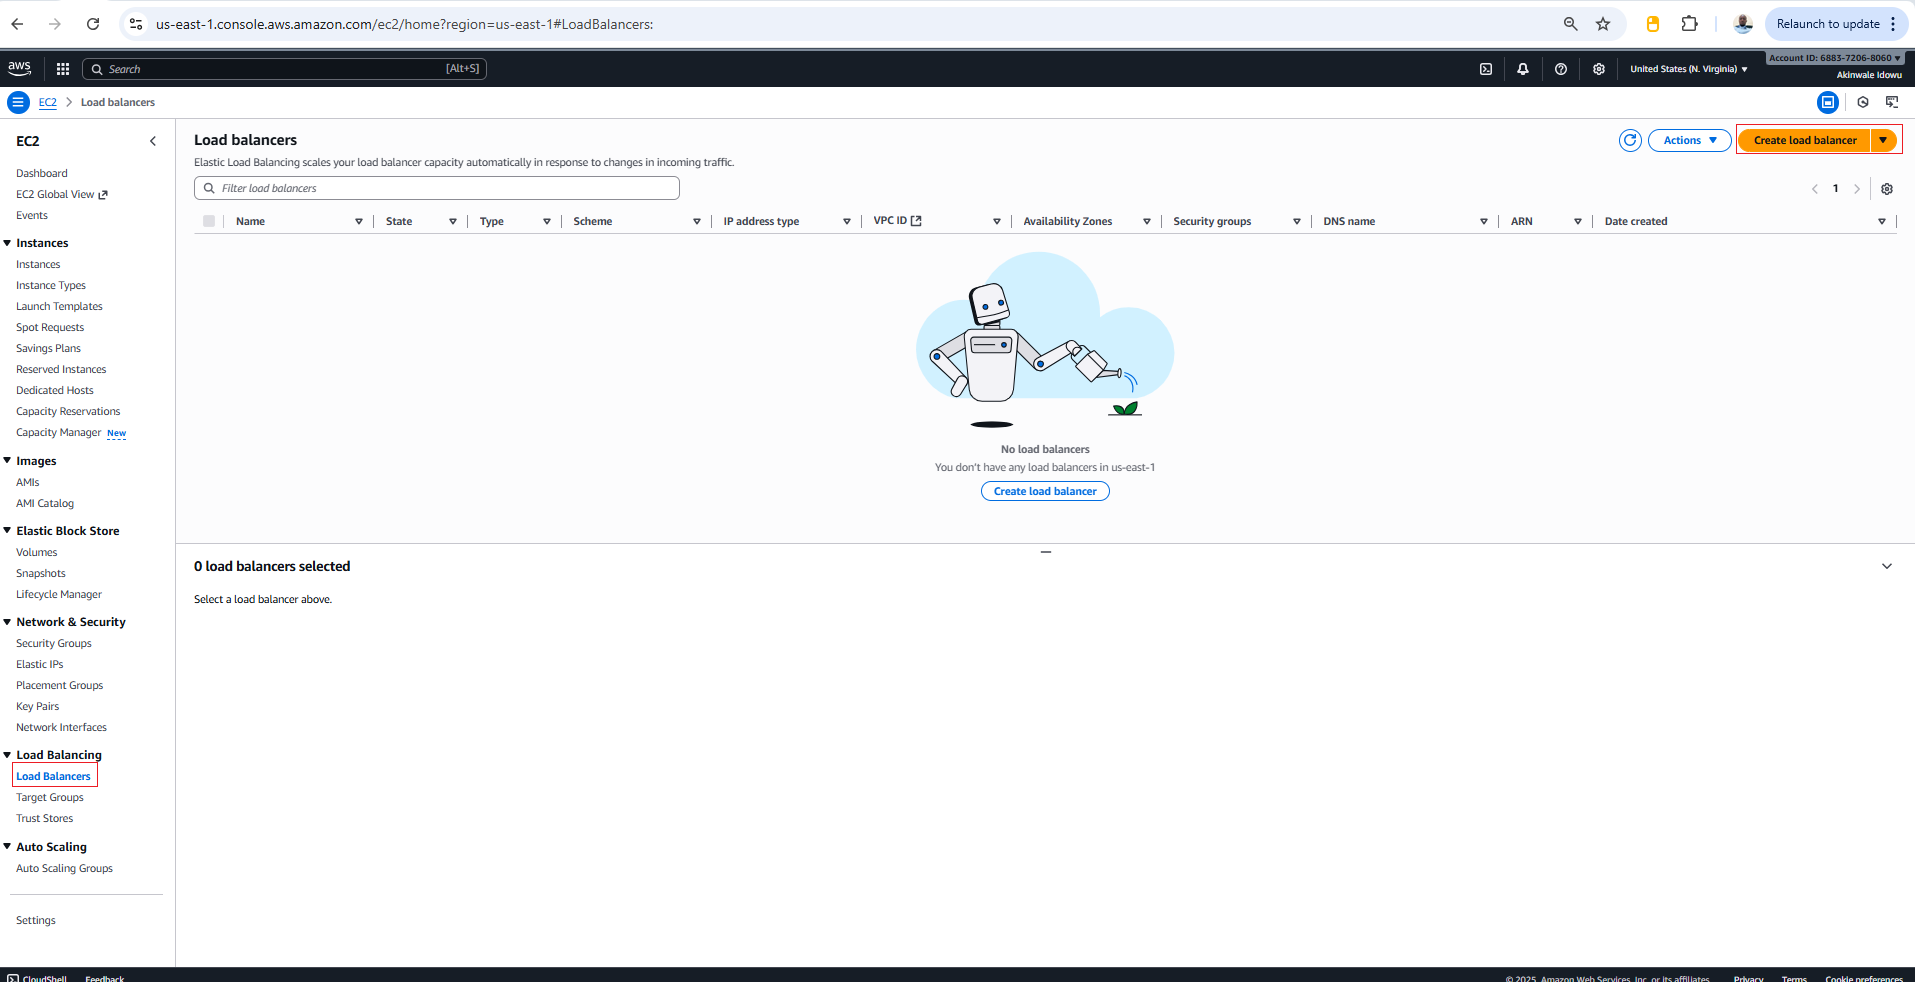 us-east-1.console.aws.amazon.com/ec2/home?region=us-east-1#LoadBalancers:
Relaunch to update
aws
Search
[Alt+S]
United States (N. Virginia)
Account ID: 6883-7206-8060
Akinwale Idowu
EC2
Load balancers
EC2
Dashboard
EC2 Global View
Events
Instances
Instances
Instance Types
Launch Templates
Spot Requests
Savings Plans
Reserved Instances
Dedicated Hosts
Capacity Reservations
Capacity Manager New
Images
AMIs
AMI Catalog
Elastic Block Store
Volumes
Snapshots
Lifecycle Manager
Network & Security
Security Groups
Elastic IPs
Placement Groups
Key Pairs
Network Interfaces
Load Balancing
Load Balancers
Target Groups
Trust Stores
Auto Scaling
Auto Scaling Groups
Settings
Load balancers
Actions
Create load balancer
Elastic Load Balancing scales your load balancer capacity automatically in response to changes in incoming traffic.
Filter load balancers
1
Name
State
Type
Scheme
IP address type
VPC ID
Availability Zones
Security groups
DNS name
ARN
Date created
No load balancers
You don't have any load balancers in us-east-1
Create load balancer
0 load balancers selected
Select a load balancer above.
CloudShell
Feedback
© 2025, Amazon Web Services, Inc. or its affiliates.
Privacy
Terms
Cookie preferences